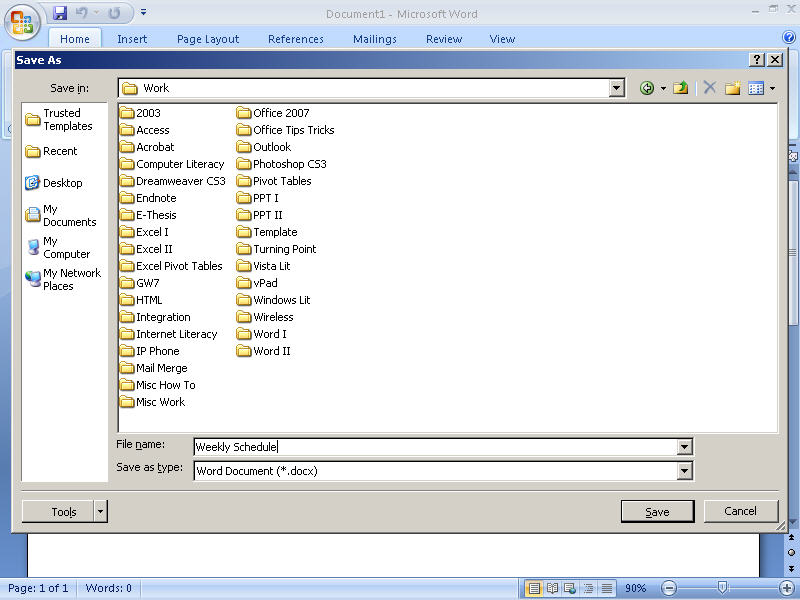 Document1 - Microsoft Word
Home Insert Page Layout References Mailings Review View
Save As
Save in: Work
Trusted Templates
Recent
Desktop
My Documents
My Computer
My Network Places
2003
Access
Acrobat
Computer Literacy
Dreamweaver CS3
Endnote
E-Thesis
Excel I
Excel II
Excel Pivot Tables
GW7
HTML
Integration
Internet Literacy
IP Phone
Mail Merge
Misc How To
Misc Work
Office 2007
Office Tips Tricks
Outlook
Photoshop CS3
Pivot Tables
PPT I
PPT II
Template
Turning Point
Vista Lit
vPad
Windows Lit
Wireless
Word I
Word II
File name: Weekly Schedule
Save as type: Word Document (*.docx)
Tools Save Cancel
Page: 1 of 1 Words: 0 90%